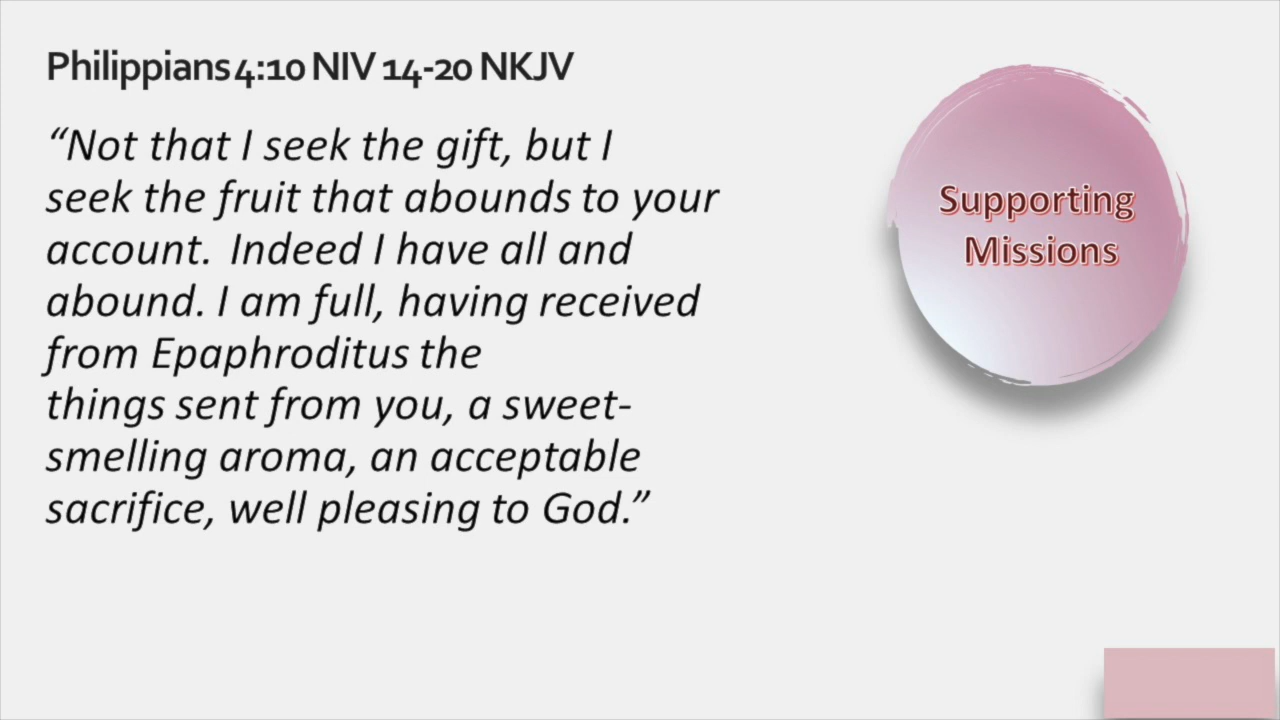 Philippians 4:10 NIV 14-20 NKJV
“Not that I seek the gift, but I
seek the fruit that abounds to your
account. Indeed I have all and
abound. I am full, having received
from Epaphroditus the
things sent from you, a sweet-
smelling aroma, an acceptable
sacrifice, well pleasing to God.”
Supporting
Missions